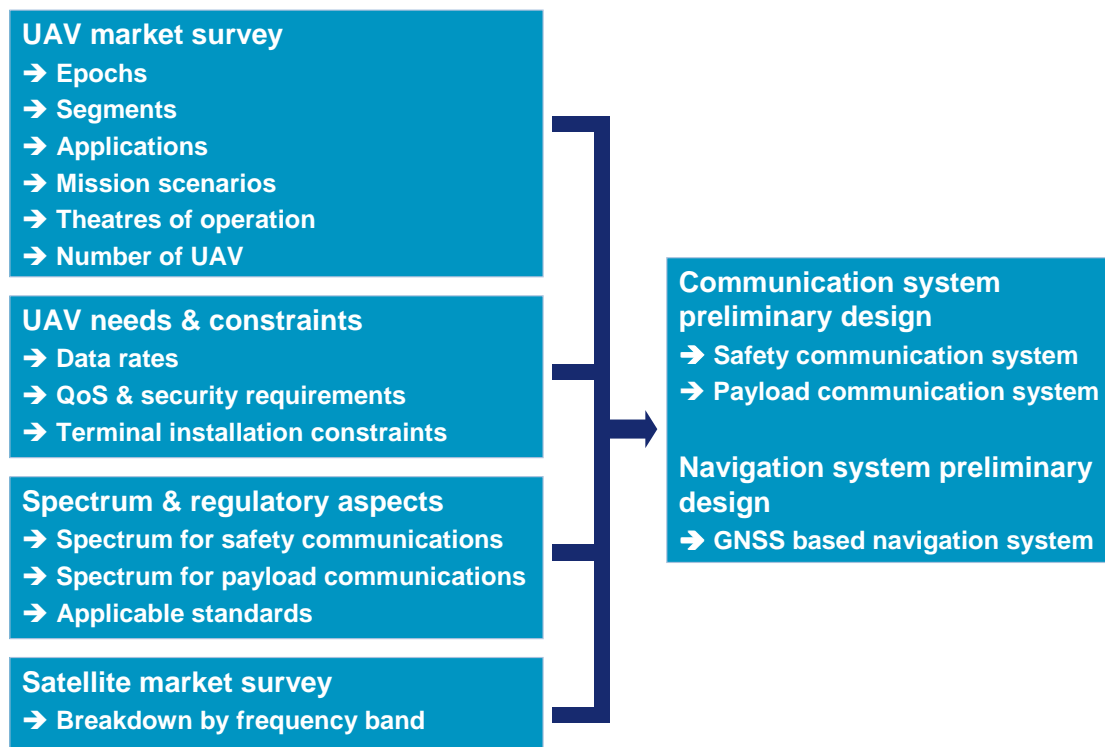 UAV market survey
➔ Epochs
➔ Segments
➔ Applications
➔ Mission scenarios
➔ Theatres of operation
➔ Number of UAV
UAV needs & constraints
➔ Data rates
➔ QoS & security requirements
➔ Terminal installation constraints
Spectrum & regulatory aspects
➔ Spectrum for safety communications
➔ Spectrum for payload communications
➔ Applicable standards
Satellite market survey
➔ Breakdown by frequency band
Communication system
preliminary design
➔ Safety communication system
➔ Payload communication system
Navigation system preliminary
design
➔ GNSS based navigation system